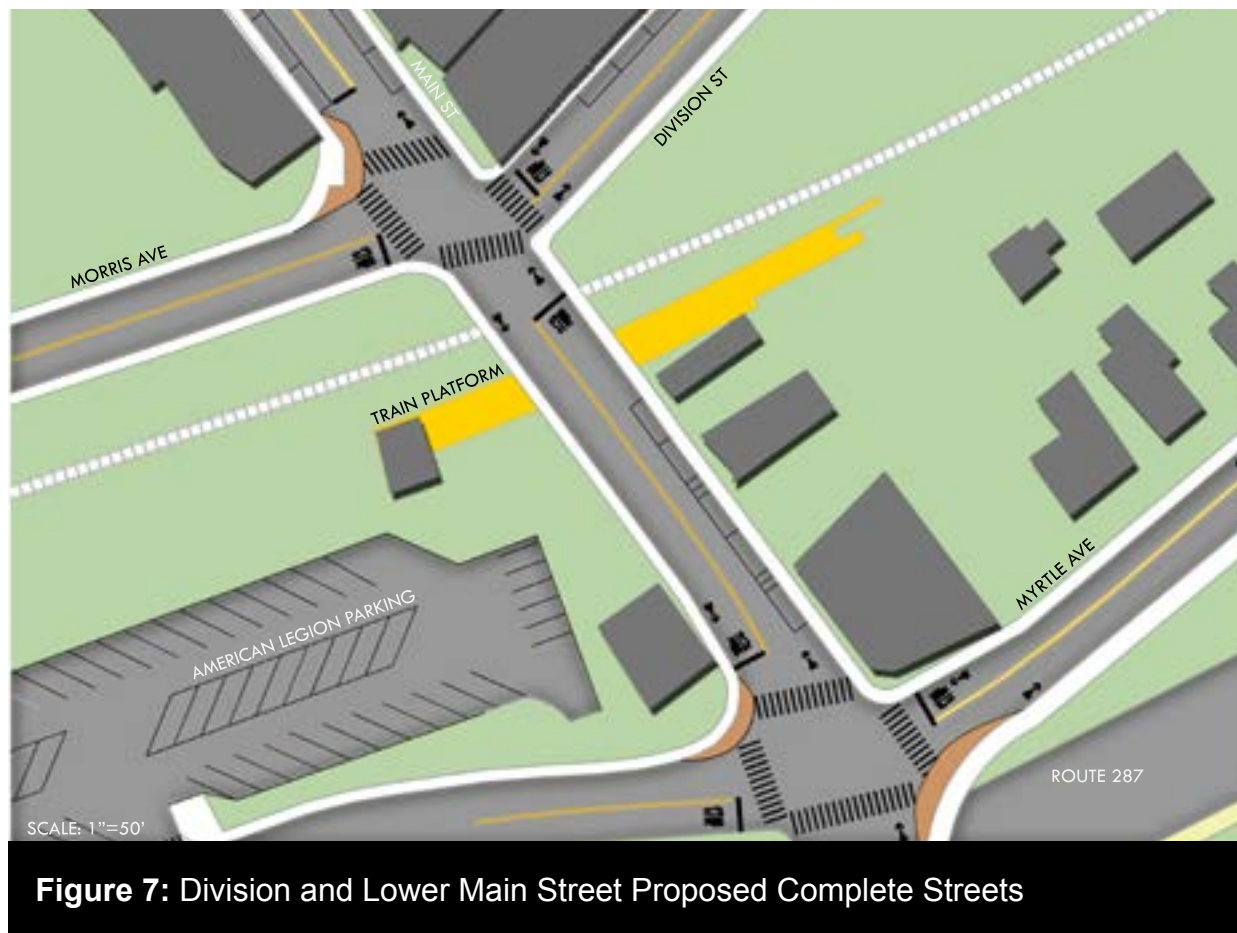 MAIN ST
DIVISION ST
MORRIS AVE
TRAIN PLATFORM
MYRTLE AVE
AMERICAN LEGION PARKING
ROUTE 287
SCALE: 1"=50'
Figure 7: Division and Lower Main Street Proposed Complete Streets